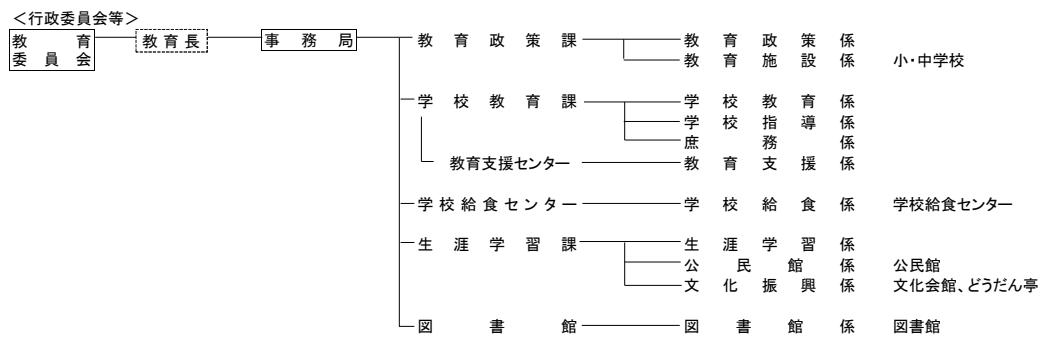 ＜行政委員会等＞
教育委員会 教育長 事務局 教育政策課 教育政策係
教育施設係 小・中学校
学校教育課 学校教育係
学校指導係
庶務係
教育支援センター 教育支援係
学校給食センター 学校給食係 学校給食センター
生涯学習課 生涯学習係
公民館係 公民館
文化振興係 文化会館、どうだん亭
図書館 図書館係 図書館